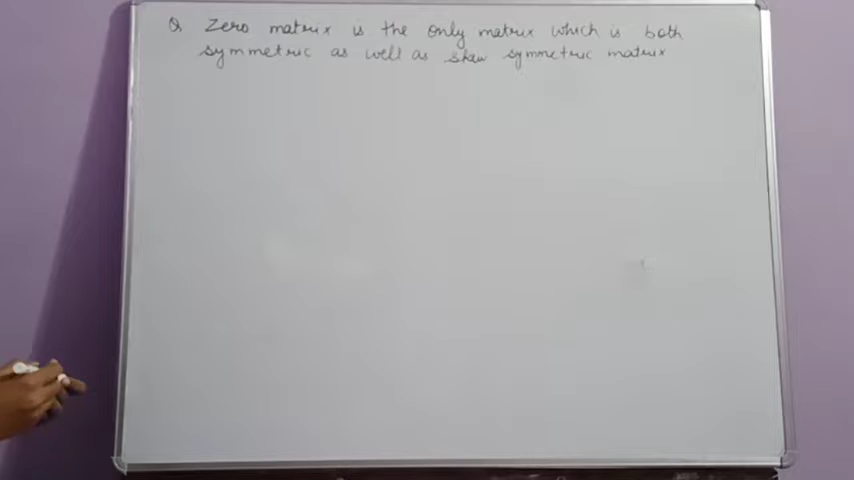 Q Zero matrix is the only matrix which is both
symmetric as well as skew symmetric matrix